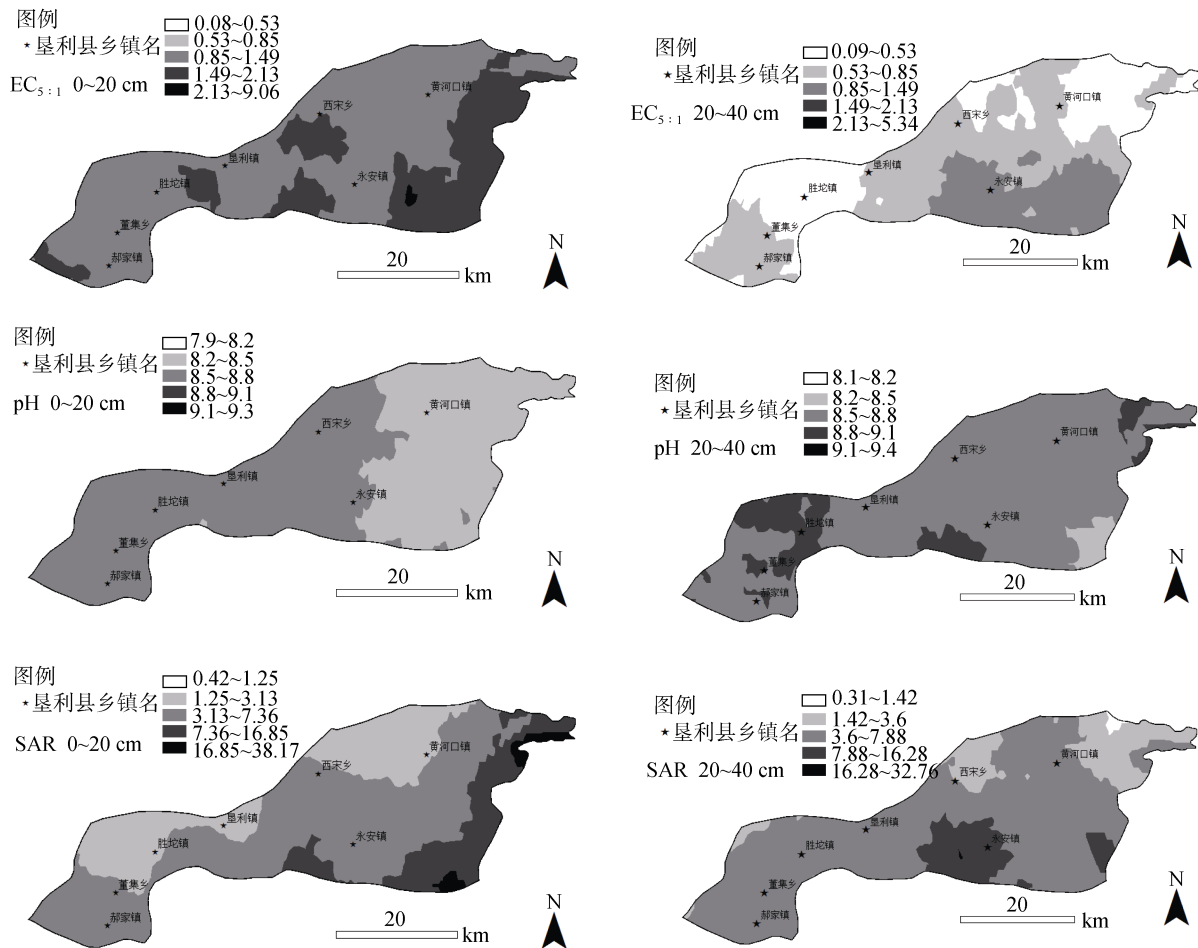 图例
垦利县乡镇名
EC5:1 0~20 cm
0.08~0.53
0.53~0.85
0.85~1.49
1.49~2.13
2.13~9.06
黄河口镇
西宋乡
垦利镇
胜坨镇
永安镇
董集乡
郝家镇
20
km
N
图例
垦利县乡镇名
EC5:1 20~40 cm
0.09~0.53
0.53~0.85
0.85~1.49
1.49~2.13
2.13~5.34
黄河口镇
西宋乡
垦利镇
胜坨镇
永安镇
董集乡
郝家镇
20
km
N
图例
垦利县乡镇名
pH 0~20 cm
7.9~8.2
8.2~8.5
8.5~8.8
8.8~9.1
9.1~9.3
黄河口镇
西宋乡
垦利镇
胜坨镇
永安镇
董集乡
郝家镇
20
km
N
图例
垦利县乡镇名
pH 20~40 cm
8.1~8.2
8.2~8.5
8.5~8.8
8.8~9.1
9.1~9.4
黄河口镇
西宋乡
垦利镇
胜坨镇
永安镇
董集乡
郝家镇
20
km
N
图例
垦利县乡镇名
SAR 0~20 cm
0.42~1.25
1.25~3.13
3.13~7.36
7.36~16.85
16.85~38.17
黄河口镇
西宋乡
垦利镇
胜坨镇
永安镇
董集乡
郝家镇
20
km
N
图例
垦利县乡镇名
SAR 20~40 cm
0.31~1.42
1.42~3.6
3.6~7.88
7.88~16.28
16.28~32.76
黄河口镇
西宋乡
垦利镇
胜坨镇
永安镇
董集乡
郝家镇
20
km
N